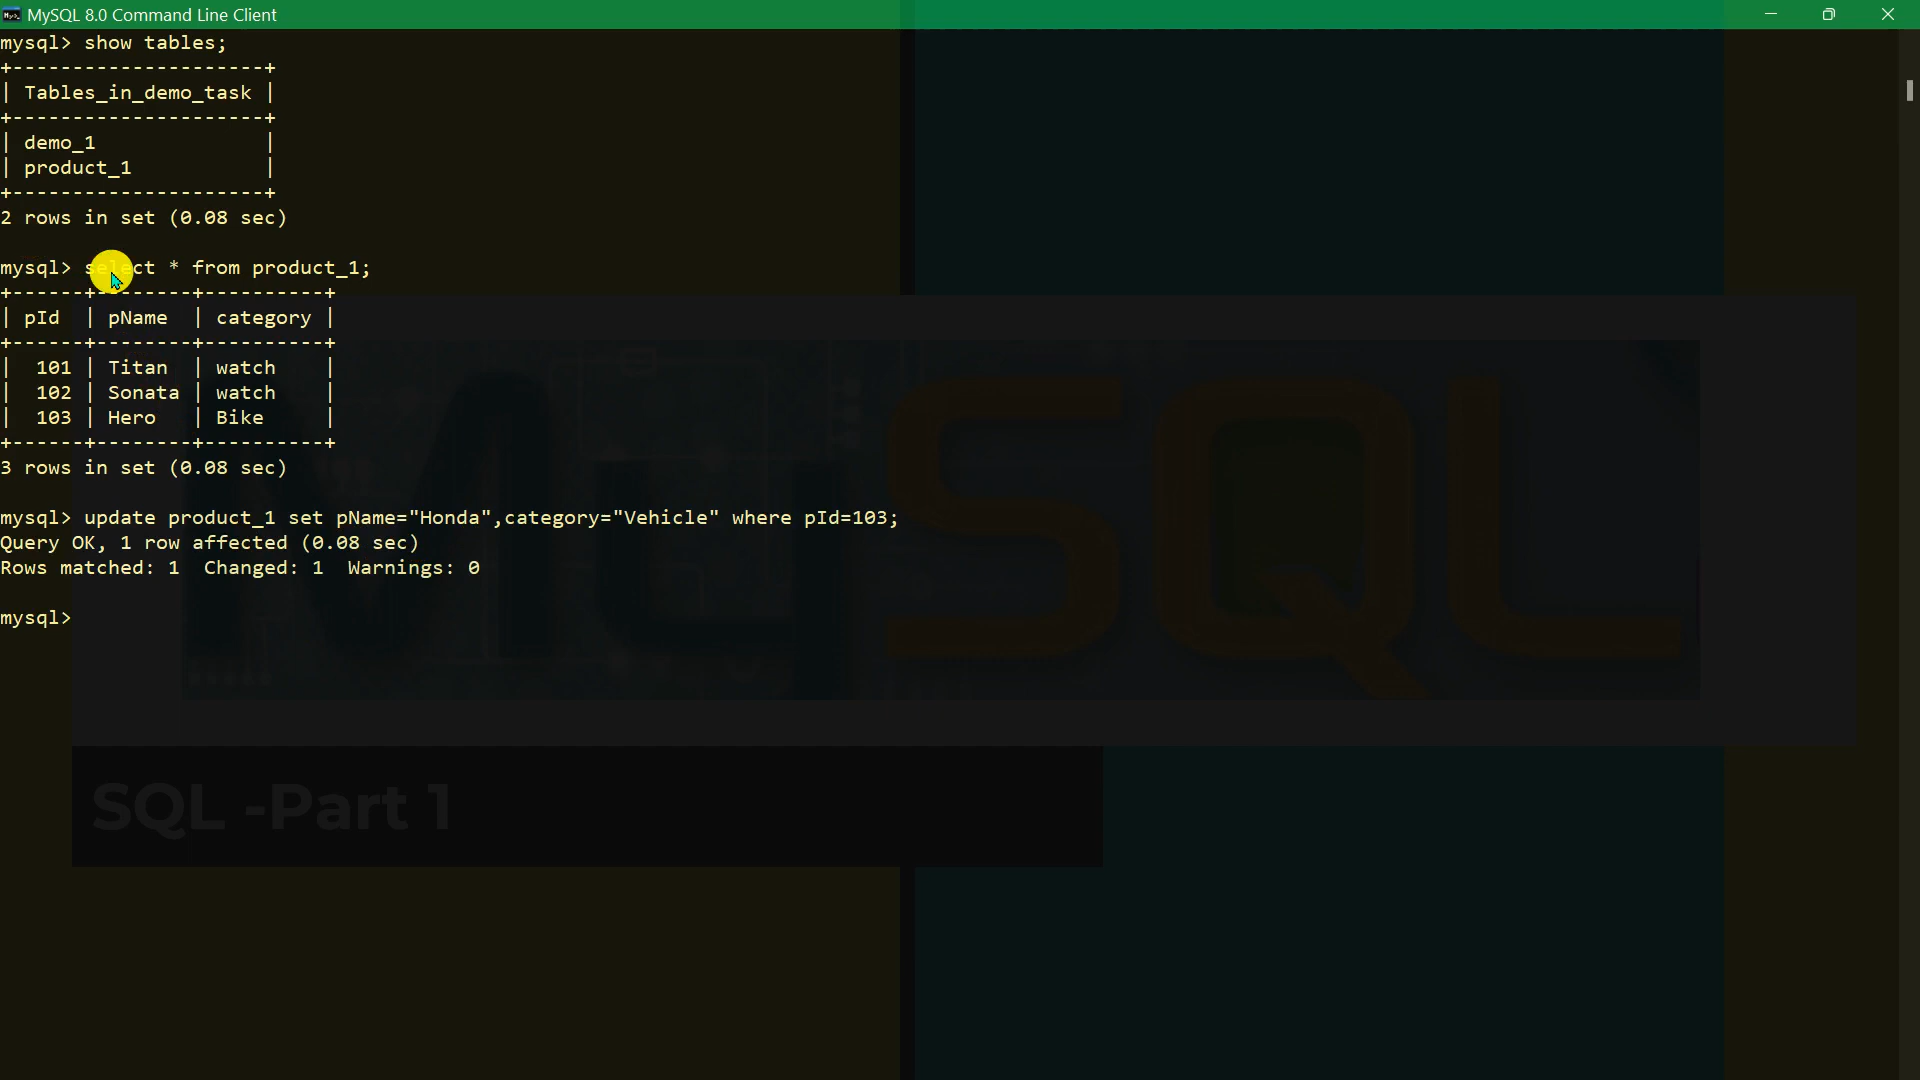 MySQL 8.0 Command Line Client
mysql> show tables;
+---------------------+
| Tables_in_demo_task |
+---------------------+
| demo_1              |
| product_1           |
+---------------------+
2 rows in set (0.08 sec)
mysql> select * from product_1;
+------+--------+----------+
| pId  | pName  | category |
+------+--------+----------+
|  101 | Titan  | watch    |
|  102 | Sonata | watch    |
|  103 | Hero   | Bike     |
+------+--------+----------+
3 rows in set (0.08 sec)
mysql> update product_1 set pName="Honda",category="Vehicle" where pId=103;
Query OK, 1 row affected (0.08 sec)
Rows matched: 1  Changed: 1  Warnings: 0
mysql>
MySQL
SQL -Part 1